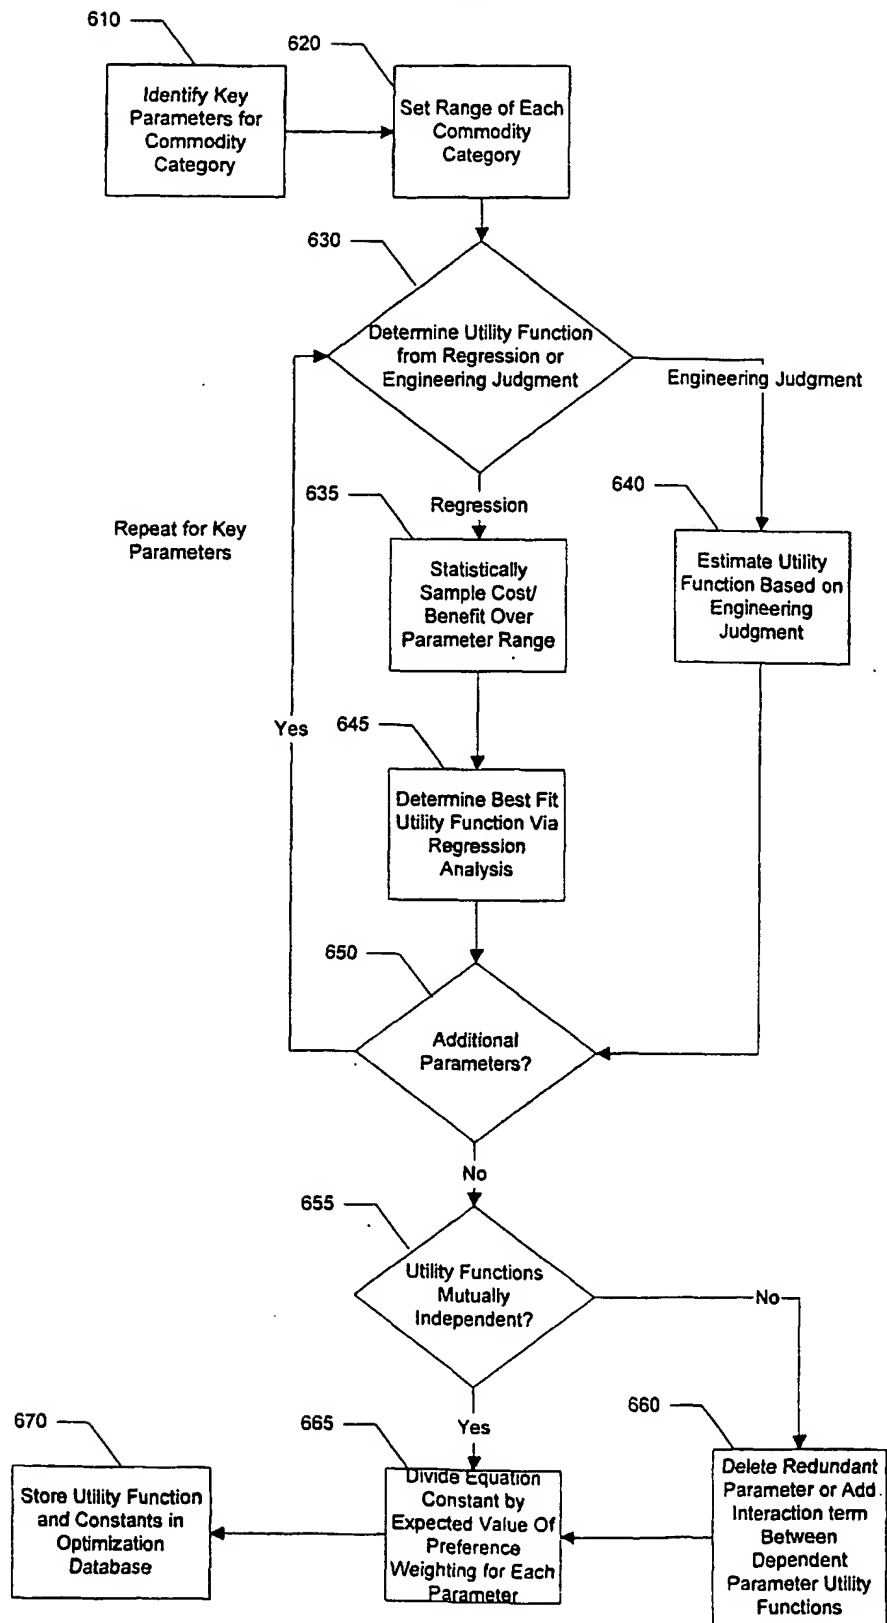 610
Identify Key
Parameters for
Commodity
Category
620
Set Range of Each
Commodity
Category
630
Determine Utility Function
from Regression or
Engineering Judgment
Engineering Judgment
Regression
635
Statistically
Sample Cost/
Benefit Over
Parameter Range
640
Estimate Utility
Function Based on
Engineering
Judgment
Repeat for Key
Parameters
Yes
645
Determine Best Fit
Utility Function Via
Regression
Analysis
650
Additional
Parameters?
No
655
Utility Functions
Mutually
Independent?
No
Yes
660
Delete Redundant
Parameter or Add
Interaction term
Between
Dependent
Parameter Utility
Functions
665
Divide Equation
Constant by
Expected Value Of
Preference
Weighting for Each
Parameter
670
Store Utility Function
and Constants in
Optimization
Database